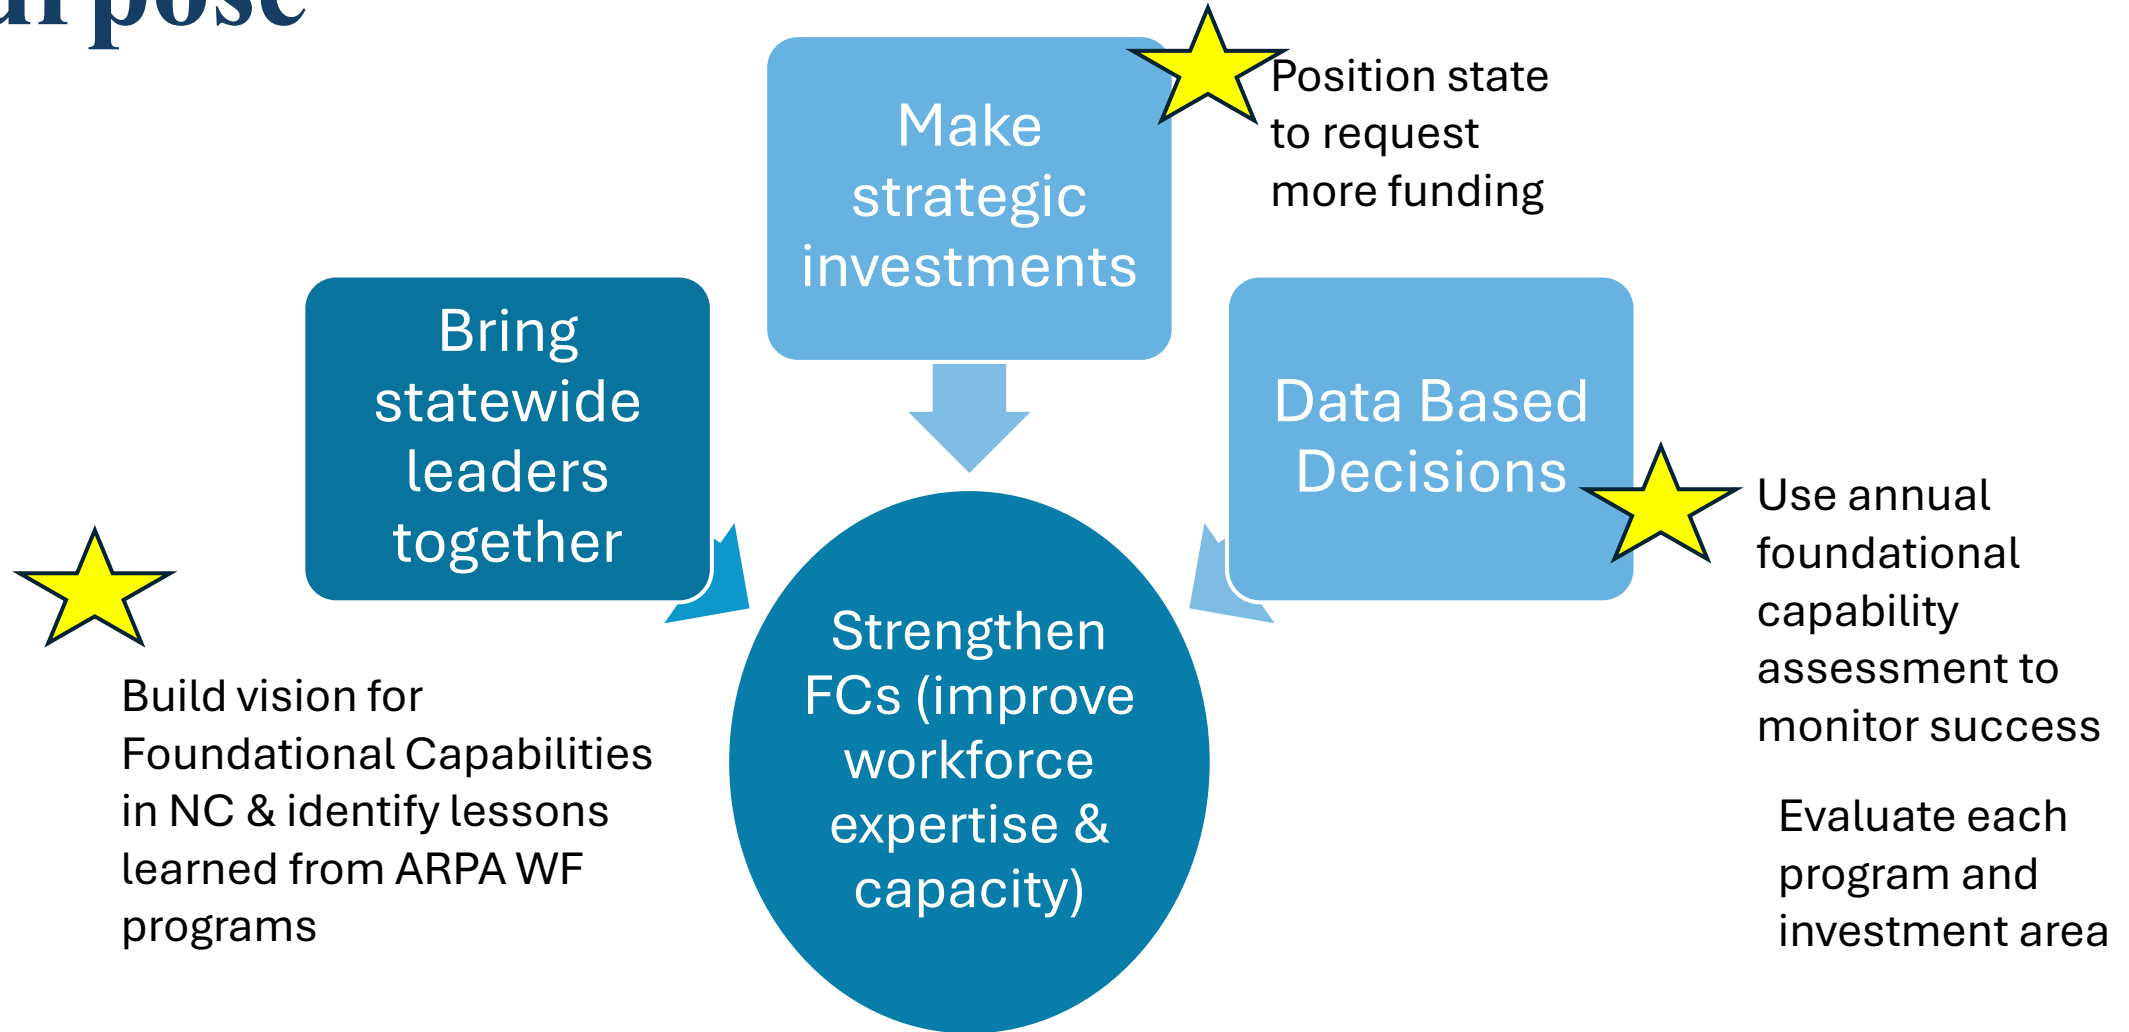 Make
strategic
investments
Position state
to request
more funding
Bring
statewide
leaders
together
Data Based
Decisions
Use annual
foundational
capability
assessment to
monitor success
Evaluate each
program and
investment area
Build vision for
Foundational Capabilities
in NC & identify lessons
learned from ARPA WF
programs
Strengthen
FCs (improve
workforce
expertise &
capacity)